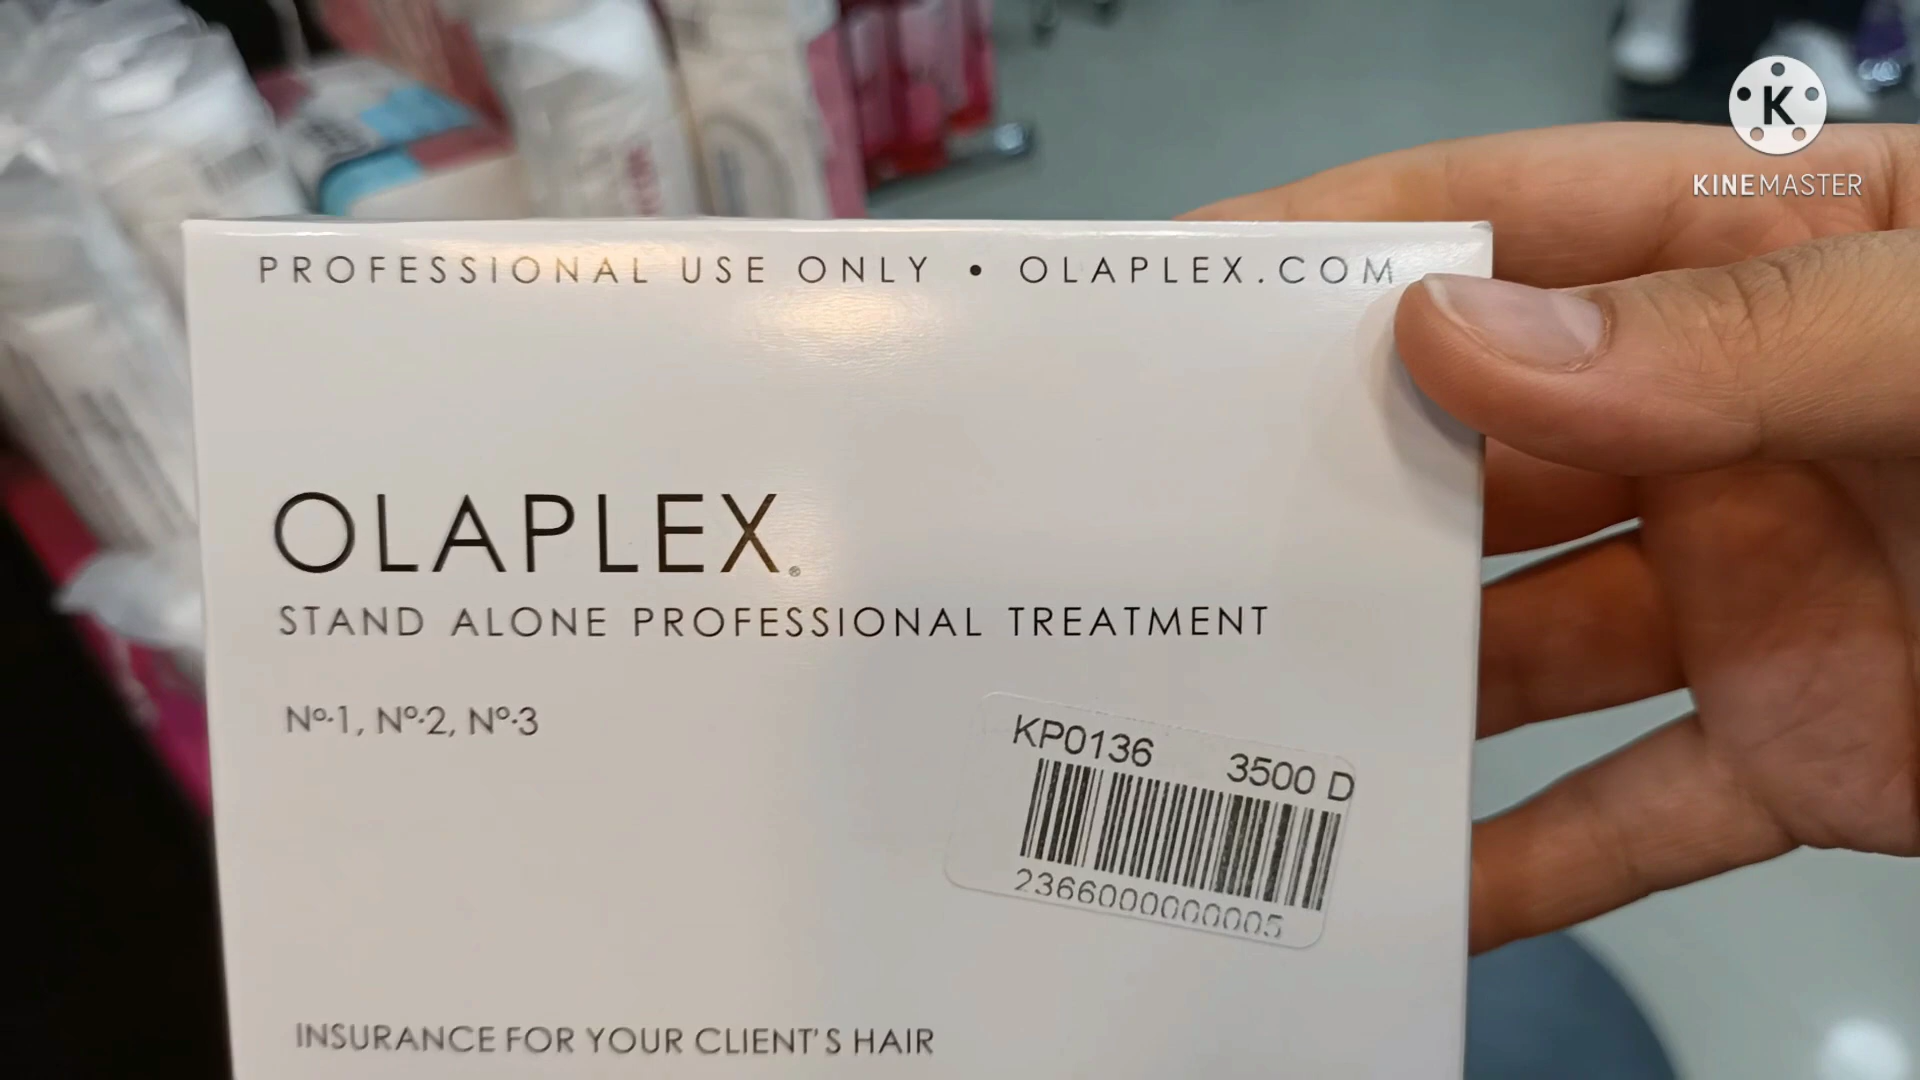 PROFESSIONAL USE ONLY • OLAPLEX.COM
OLAPLEX®
STAND ALONE PROFESSIONAL TREATMENT
Nº·1, Nº·2, Nº·3
KP0136 3500 D
2366000000005
INSURANCE FOR YOUR CLIENT'S HAIR
K
KINEMASTER